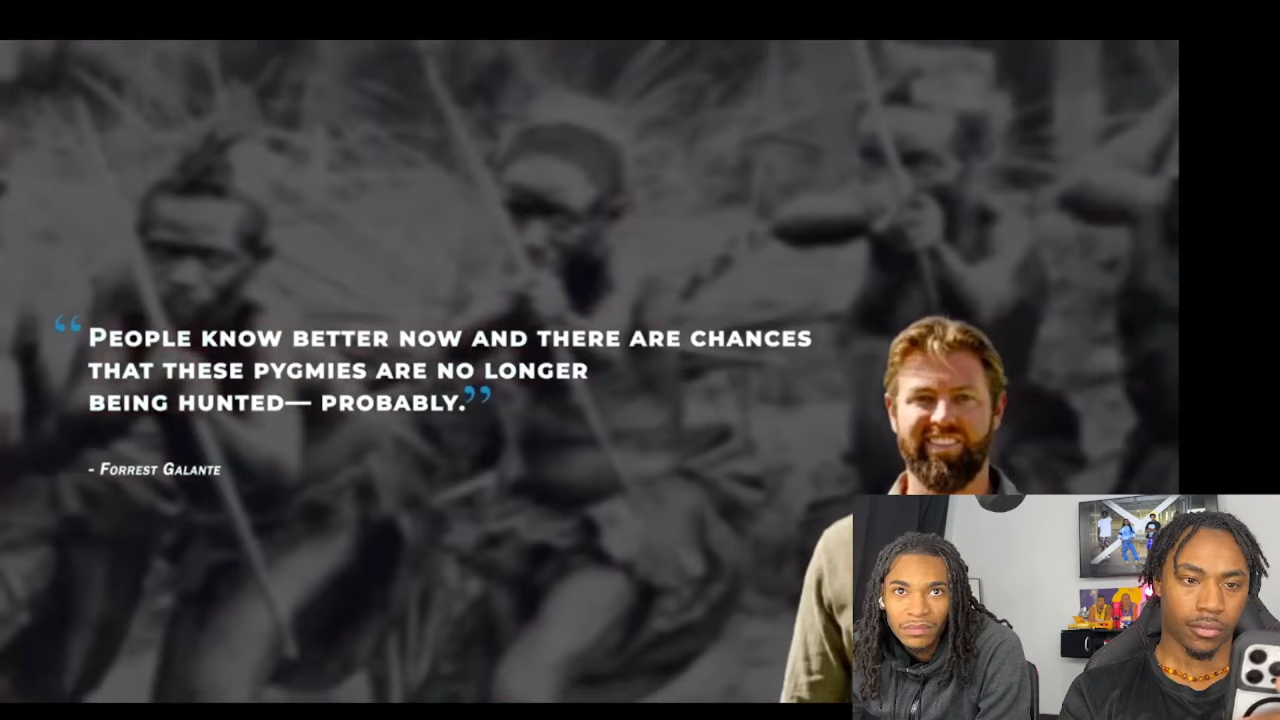 “PEOPLE KNOW BETTER NOW AND THERE ARE CHANCES
THAT THESE PYGMIES ARE NO LONGER
BEING HUNTED— PROBABLY.”
- FORREST GALANTE